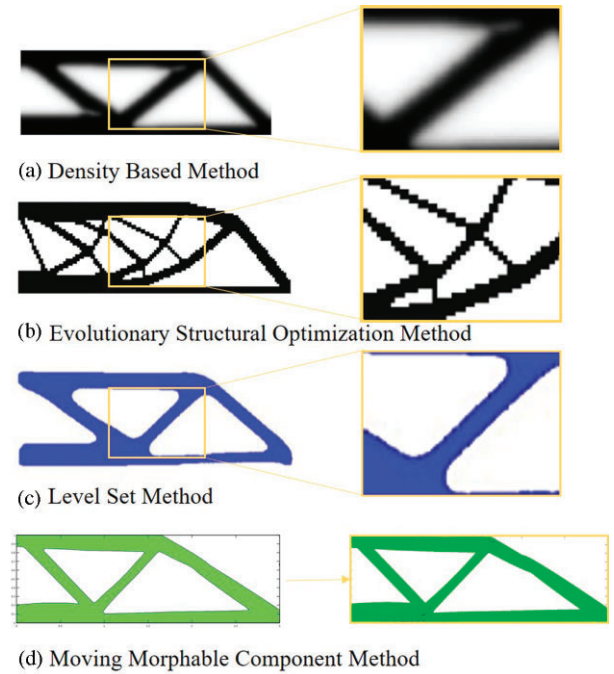 (a) Density Based Method
(b) Evolutionary Structural Optimization Method
(c) Level Set Method
(d) Moving Morphable Component Method